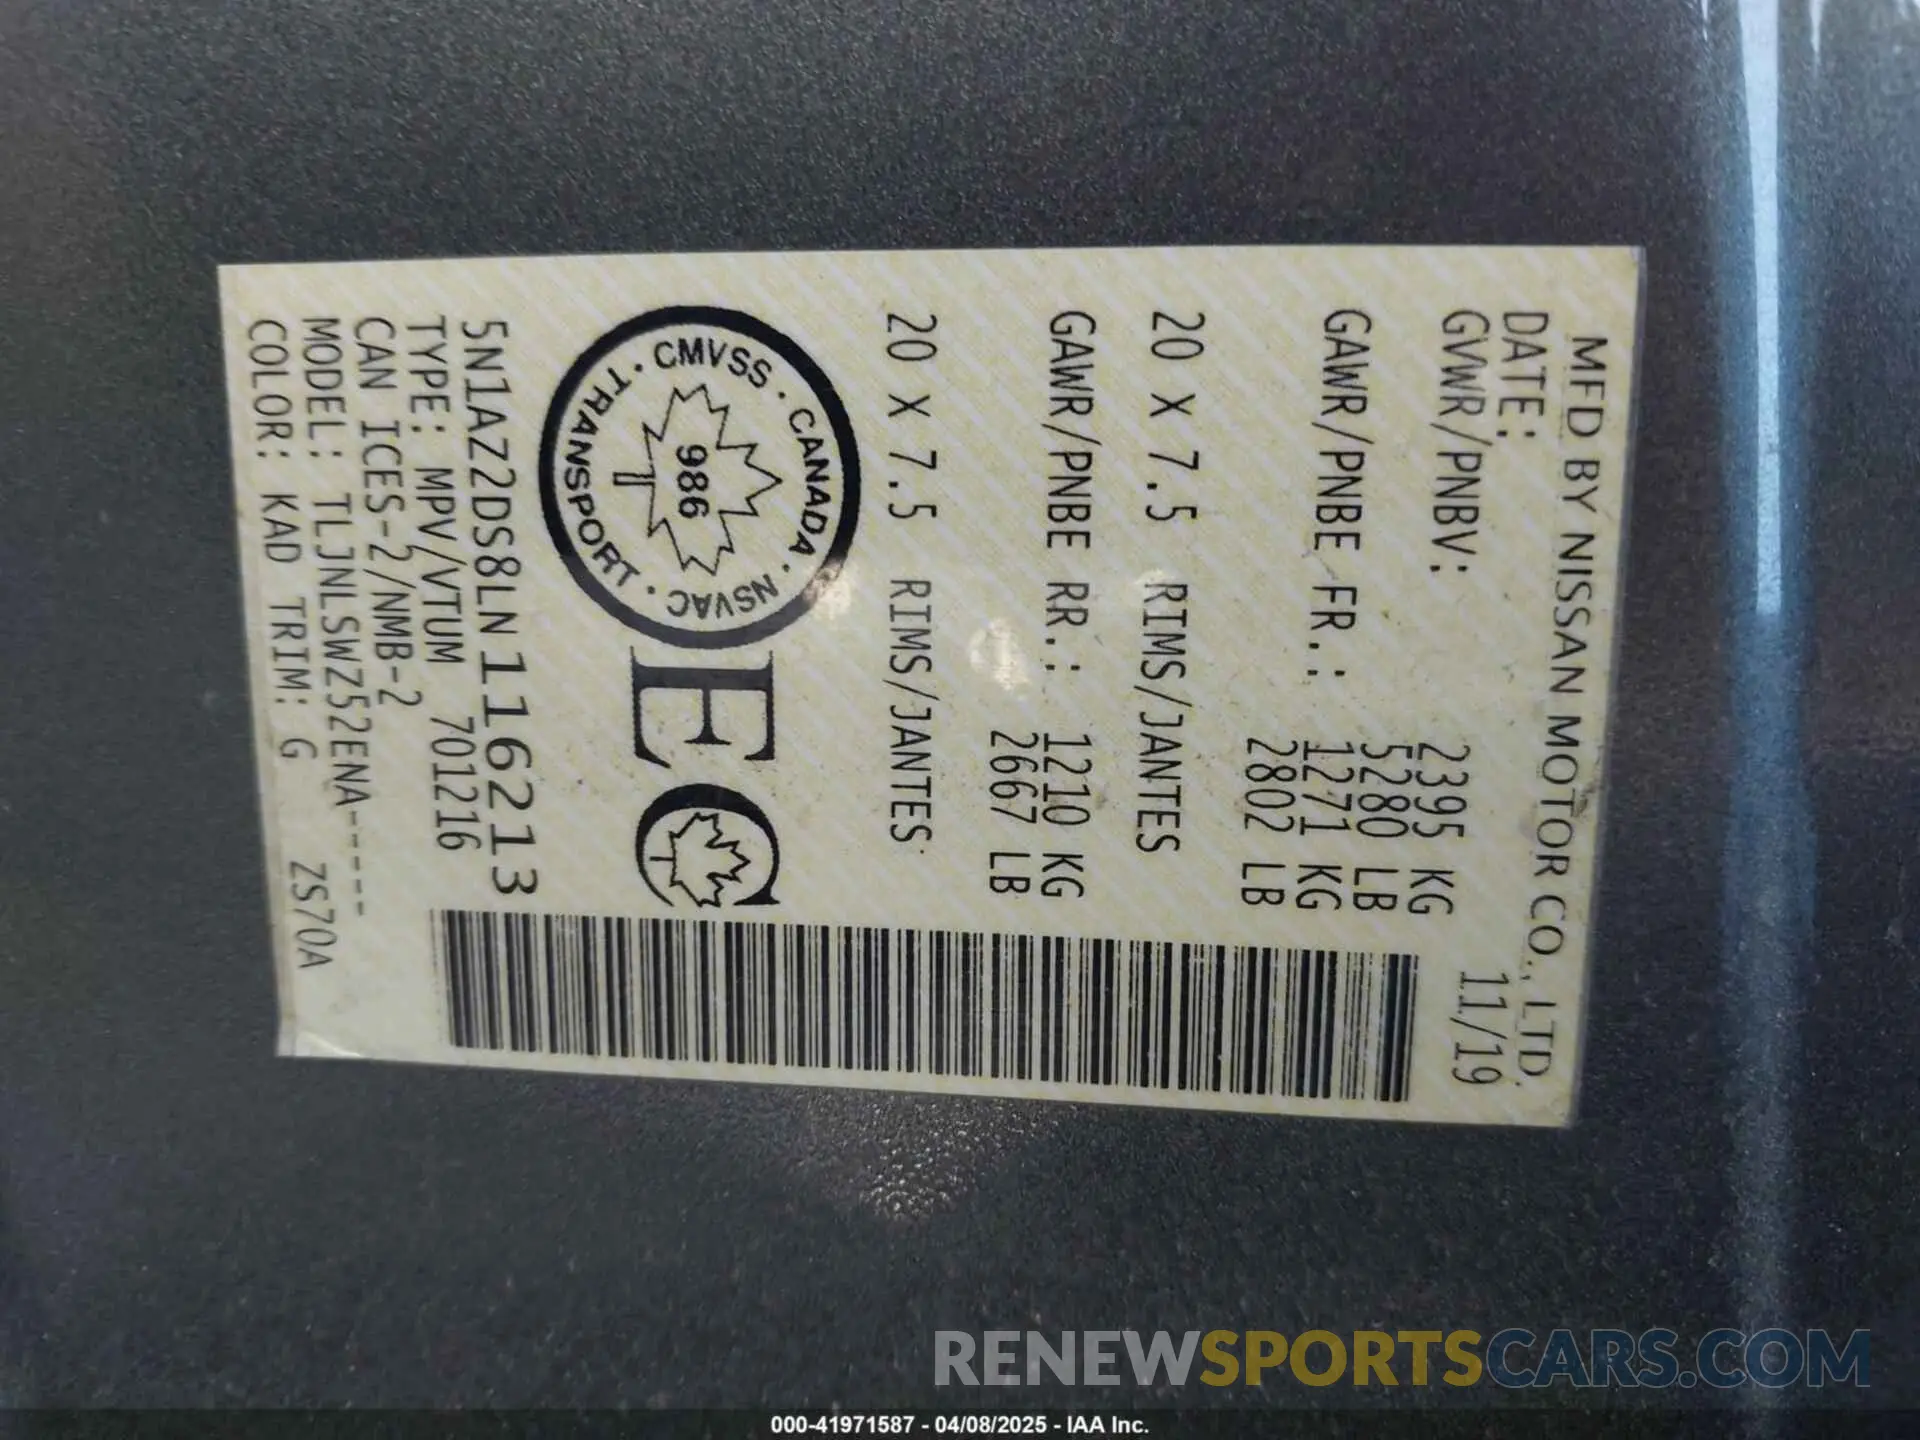 MFD BY NISSAN MOTOR CO., LTD.
DATE: 11/19
GVWR/PNBV: 2395 KG
5280 LB
GAWR/PNBE FR.: 1271 KG
2802 LB
20 X 7.5 RIMS/JANTES
GAWR/PNBE RR.: 1210 KG
2667 LB
20 X 7.5 RIMS/JANTES
CANADA · NSVAC · TRANSPORT · CMVSS ·
986
EC
5N1AZ2DS8LN116213
TYPE: MPV/VTUM 701216
CAN ICES-2/NMB-2
MODEL: TLJNLSWZ52ENA-----
COLOR: KAD TRIM: G ZS70A
RENEWSPORTSCARS.COM
000-41971587 - 04/08/2025 - IAA Inc.